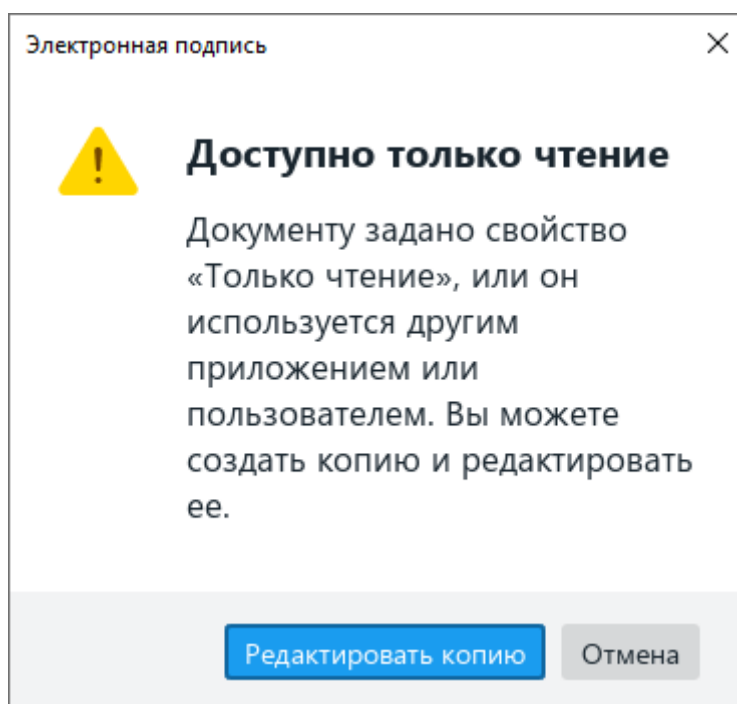 Электронная подпись
Доступно только чтение
Документу задано свойство
«Только чтение», или он
используется другим
приложением или
пользователем. Вы можете
создать копию и редактировать
ее.
Редактировать копию
Отмена